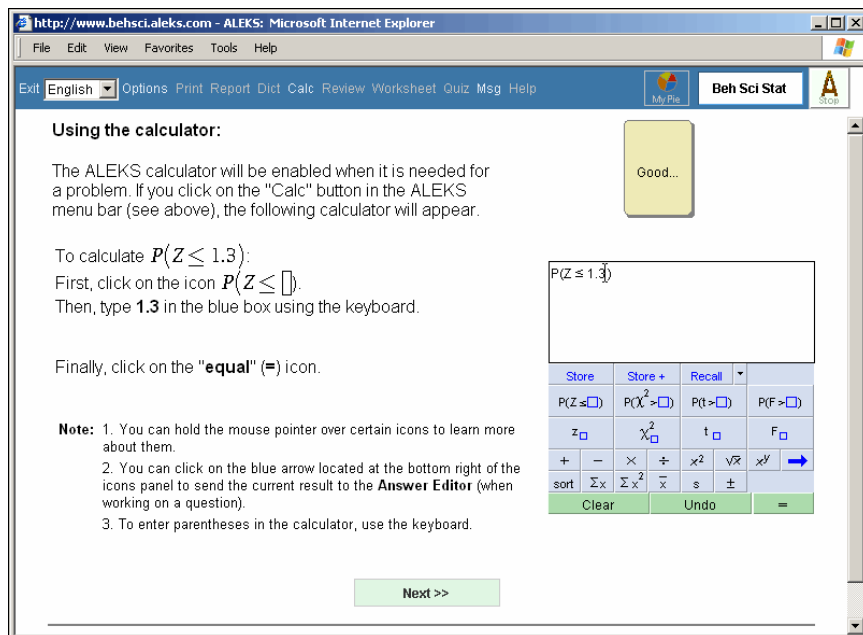 http://www.behsci.aleks.com - ALEKS: Microsoft Internet Explorer
File Edit View Favorites Tools Help
Exit English Options Print Report Dict Calc Review Worksheet Quiz Msg Help
My Pie
Beh Sci Stat
A
Stop
Using the calculator:
The ALEKS calculator will be enabled when it is needed for
a problem. If you click on the "Calc" button in the ALEKS
menu bar (see above), the following calculator will appear.
Good...
To calculate P(Z ≤ 1.3):
First, click on the icon P(Z ≤ □).
Then, type 1.3 in the blue box using the keyboard.
Finally, click on the "equal" (=) icon.
P(Z ≤ 1.3)
Store Store + Recall
P(Z ≤□) P(χ²>□) P(t>□) P(F>□)
z□ χ²□ t□ F□
+ − × ÷ x² √x x^y ➡
sort Σx Σx² x̄ s ±
Clear Undo =
Note: 1. You can hold the mouse pointer over certain icons to learn more
about them.
2. You can click on the blue arrow located at the bottom right of the
icons panel to send the current result to the Answer Editor (when
working on a question).
3. To enter parentheses in the calculator, use the keyboard.
Next >>